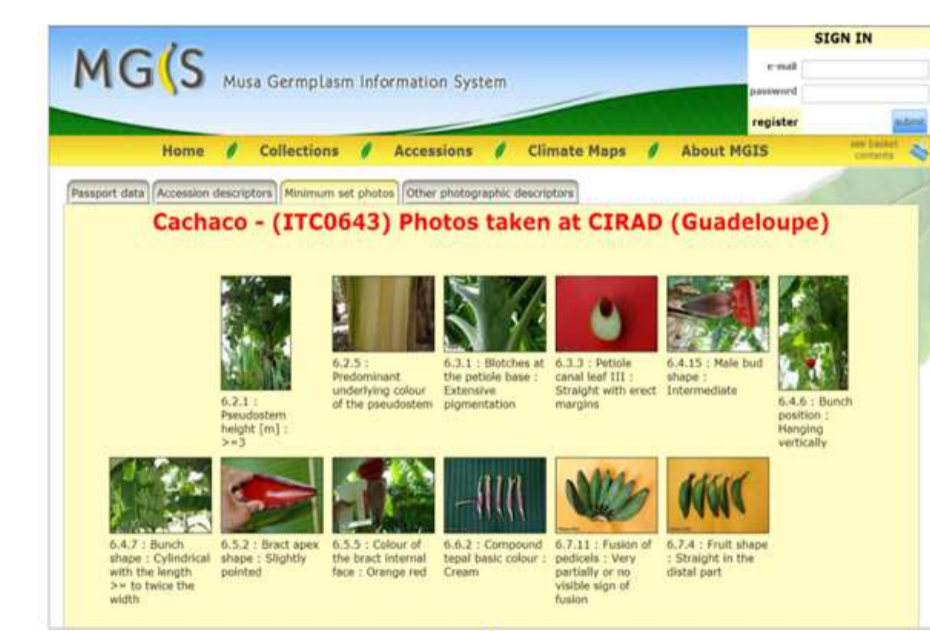 SIGN IN
MGIS Musa Germplasm Information System
e-mail
password
register submit
Home Collections Accessions Climate Maps About MGIS
see basket
contents
Passport data Accession descriptors Minimum set photos Other photographic descriptors
Cachaco - (ITC0643) Photos taken at CIRAD (Guadeloupe)
6.2.1 :
Pseudostem
height [m] :
>=3
6.2.5 :
Predominant
underlying colour
of the pseudostem
6.3.1 : Blotches at
the petiole base :
Extensive
pigmentation
6.3.3 : Petiole
canal leaf III :
Straight with erect
margins
6.4.15 : Male bud
shape :
Intermediate
6.4.6 : Bunch
position :
Hanging
vertically
6.4.7 : Bunch
shape : Cylindrical
with the length
>= to twice the
width
6.5.2 : Bract apex
shape : Slightly
pointed
6.5.5 : Colour of
the bract internal
face : Orange red
6.6.2 : Compound
tepal basic colour :
Cream
6.7.11 : Fusion of
pedicels : Very
partially or no
visible sign of
fusion
6.7.4 : Fruit shape
: Straight in the
distal part